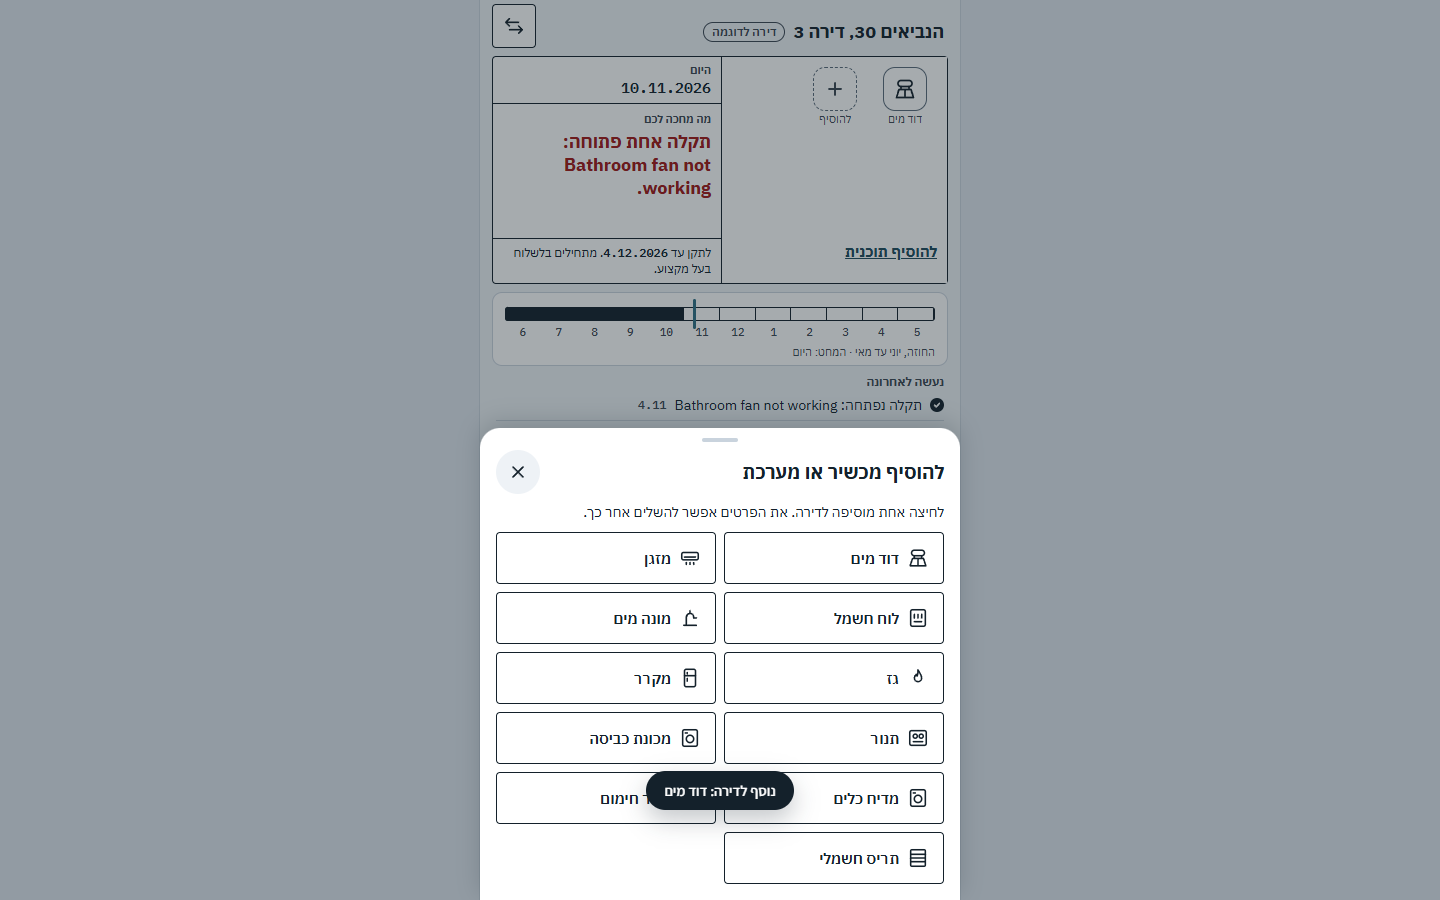 הנביאים 30, דירה 3
דירה לדוגמה
דוד מים
להוסיף
להוסיף תוכנית
היום
10.11.2026
מה מחכה לכם
תקלה אחת פתוחה:
Bathroom fan not
working.
לתקן עד 4.12.2026. מתחילים בלשלוח
בעל מקצוע.
6 7 8 9 10 11 12 1 2 3 4 5
החוזה, יוני עד מאי · המחט: היום
נעשה לאחרונה
תקלה נפתחה: Bathroom fan not working 4.11
להוסיף מכשיר או מערכת
לחיצה אחת מוסיפה לדירה. את הפרטים אפשר להשלים אחר כך.
דוד מים
מזגן
לוח חשמל
מונה מים
גז
מקרר
תנור
מכונת כביסה
מדיח כלים
חימום
נוסף לדירה: דוד מים
תריס חשמלי